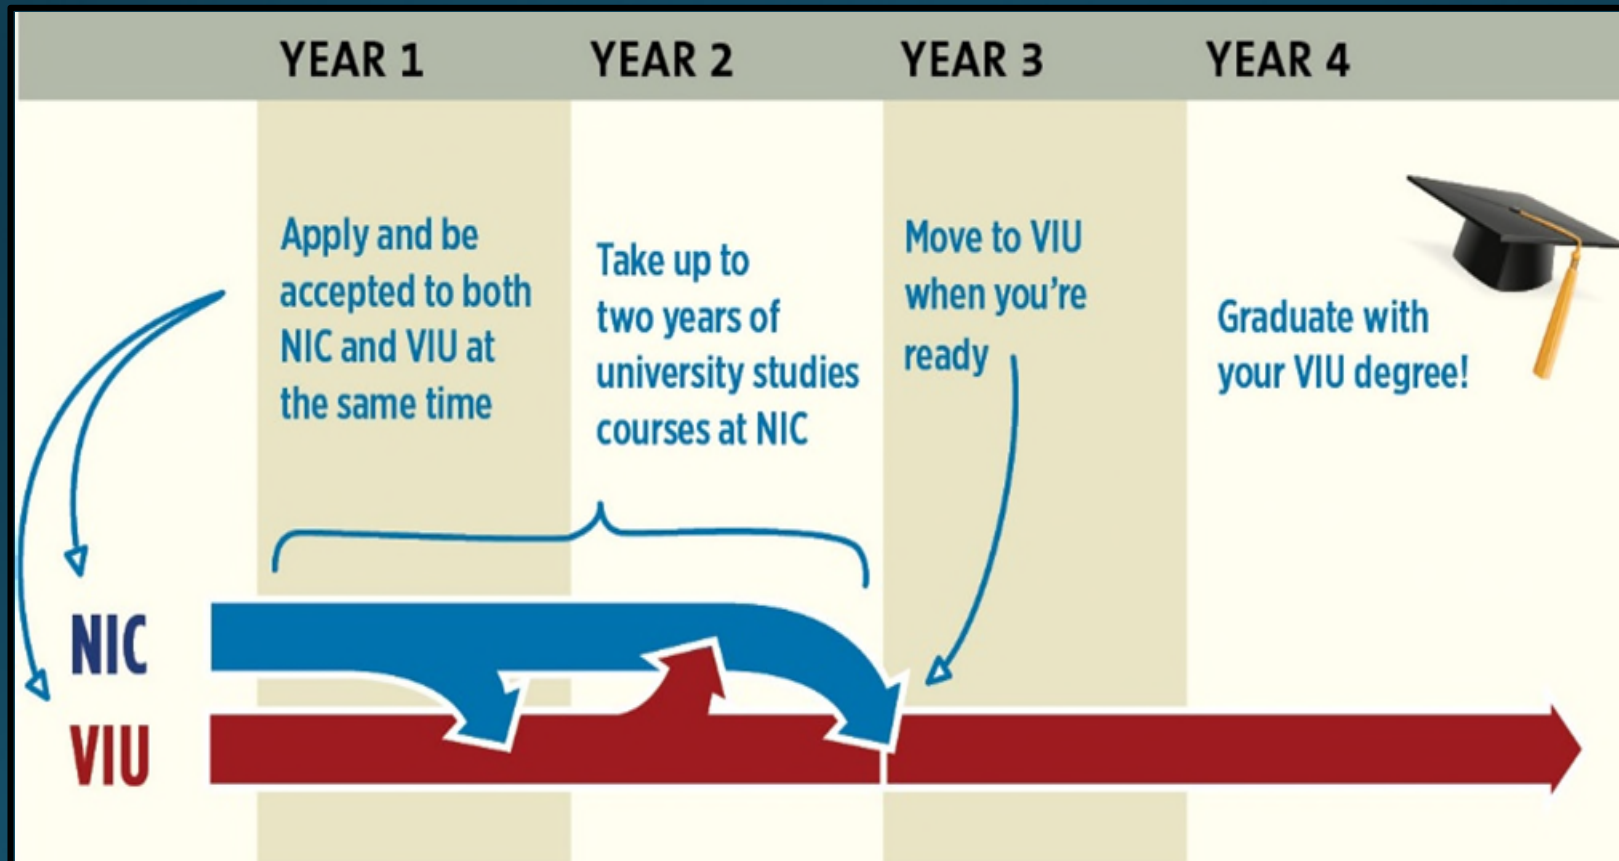 YEAR 1
YEAR 2
YEAR 3
YEAR 4
Apply and be
accepted to both
NIC and VIU at
the same time
Take up to
two years of
university studies
courses at NIC
Move to VIU
when you're
ready
Graduate with
your VIU degree!
NIC
VIU